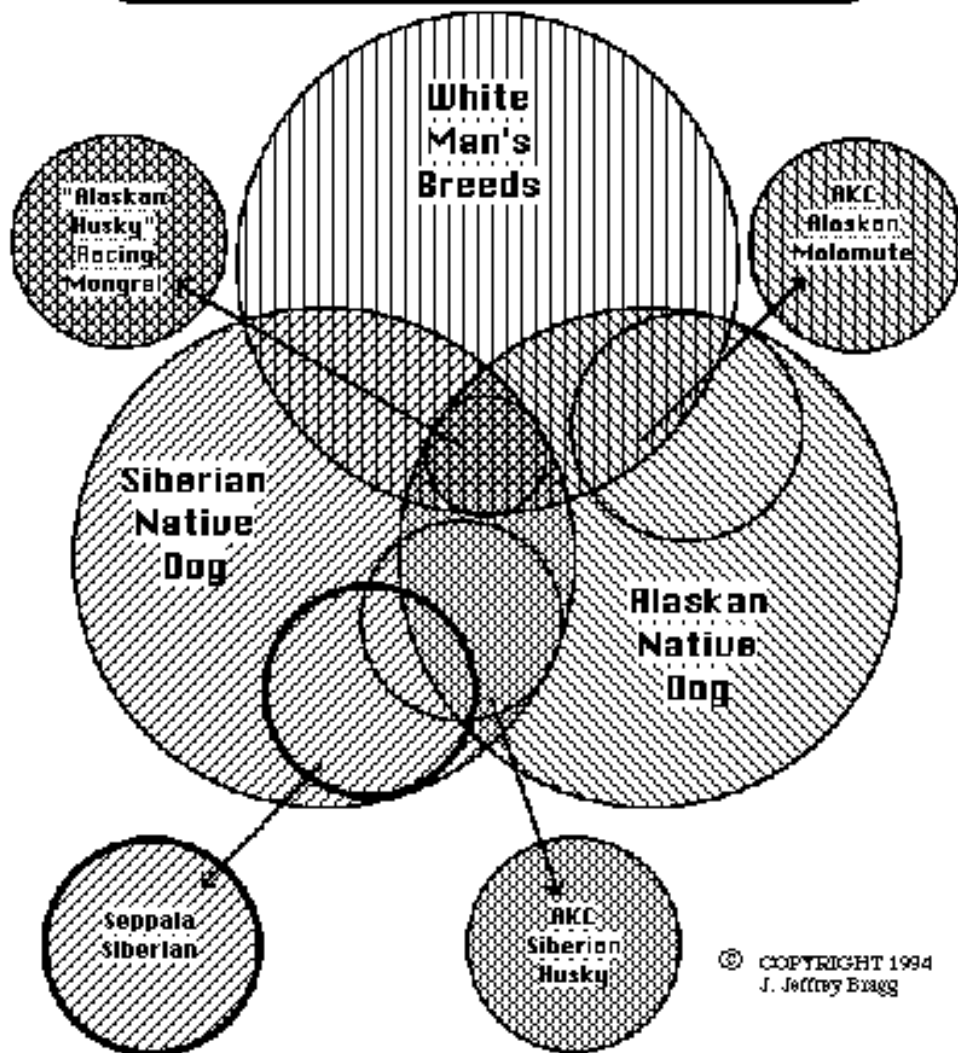 White
Man's
Breeds
"Alaskan
Husky"
Racing
Mongrel
AKC
Alaskan
Malamute
Siberian
Native
Dog
Alaskan
Native
Dog
Seppala
Siberian
AKC
Siberian
Husky
© COPYRIGHT 1994
J. Jeffrey Bragg